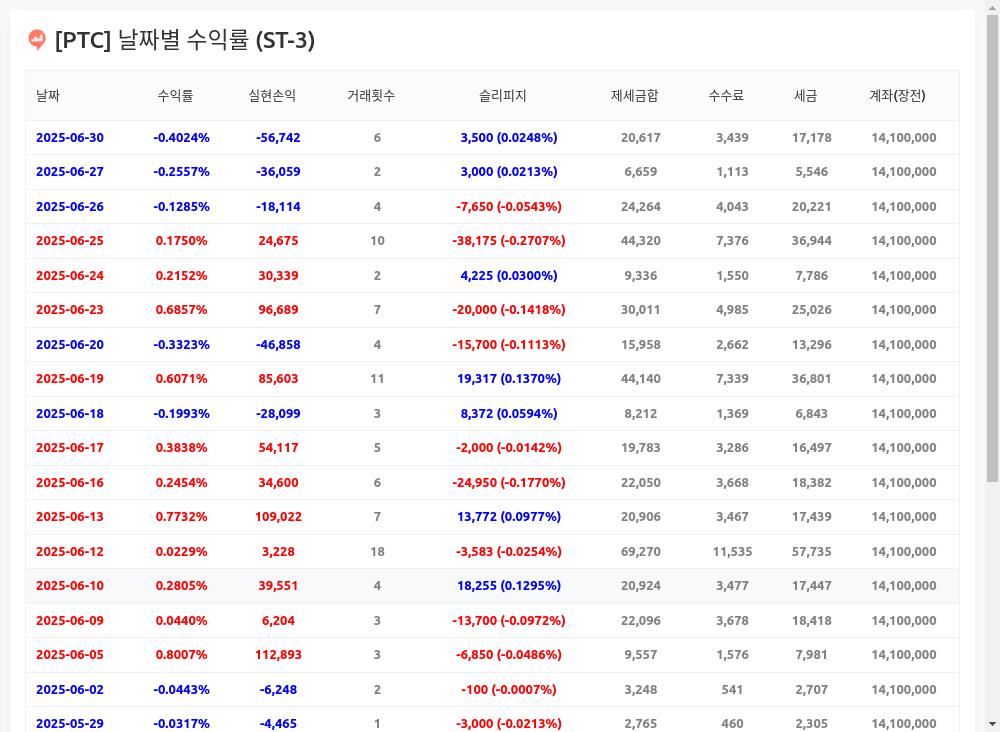 [PTC] 날짜별 수익률 (ST-3)
날짜 수익률 실현손익 거래횟수 슬리피지 제세금합 수수료 세금 계좌(장전)
2025-06-30 -0.4024% -56,742 6 3,500 (0.0248%) 20,617 3,439 17,178 14,100,000
2025-06-27 -0.2557% -36,059 2 3,000 (0.0213%) 6,659 1,113 5,546 14,100,000
2025-06-26 -0.1285% -18,114 4 -7,650 (-0.0543%) 24,264 4,043 20,221 14,100,000
2025-06-25 0.1750% 24,675 10 -38,175 (-0.2707%) 44,320 7,376 36,944 14,100,000
2025-06-24 0.2152% 30,339 2 4,225 (0.0300%) 9,336 1,550 7,786 14,100,000
2025-06-23 0.6857% 96,689 7 -20,000 (-0.1418%) 30,011 4,985 25,026 14,100,000
2025-06-20 -0.3323% -46,858 4 -15,700 (-0.1113%) 15,958 2,662 13,296 14,100,000
2025-06-19 0.6071% 85,603 11 19,317 (0.1370%) 44,140 7,339 36,801 14,100,000
2025-06-18 -0.1993% -28,099 3 8,372 (0.0594%) 8,212 1,369 6,843 14,100,000
2025-06-17 0.3838% 54,117 5 -2,000 (-0.0142%) 19,783 3,286 16,497 14,100,000
2025-06-16 0.2454% 34,600 6 -24,950 (-0.1770%) 22,050 3,668 18,382 14,100,000
2025-06-13 0.7732% 109,022 7 13,772 (0.0977%) 20,906 3,467 17,439 14,100,000
2025-06-12 0.0229% 3,228 18 -3,583 (-0.0254%) 69,270 11,535 57,735 14,100,000
2025-06-10 0.2805% 39,551 4 18,255 (0.1295%) 20,924 3,477 17,447 14,100,000
2025-06-09 0.0440% 6,204 3 -13,700 (-0.0972%) 22,096 3,678 18,418 14,100,000
2025-06-05 0.8007% 112,893 3 -6,850 (-0.0486%) 9,557 1,576 7,981 14,100,000
2025-06-02 -0.0443% -6,248 2 -100 (-0.0007%) 3,248 541 2,707 14,100,000
2025-05-29 -0.0317% -4,465 1 -3,000 (-0.0213%) 2,765 460 2,305 14,100,000